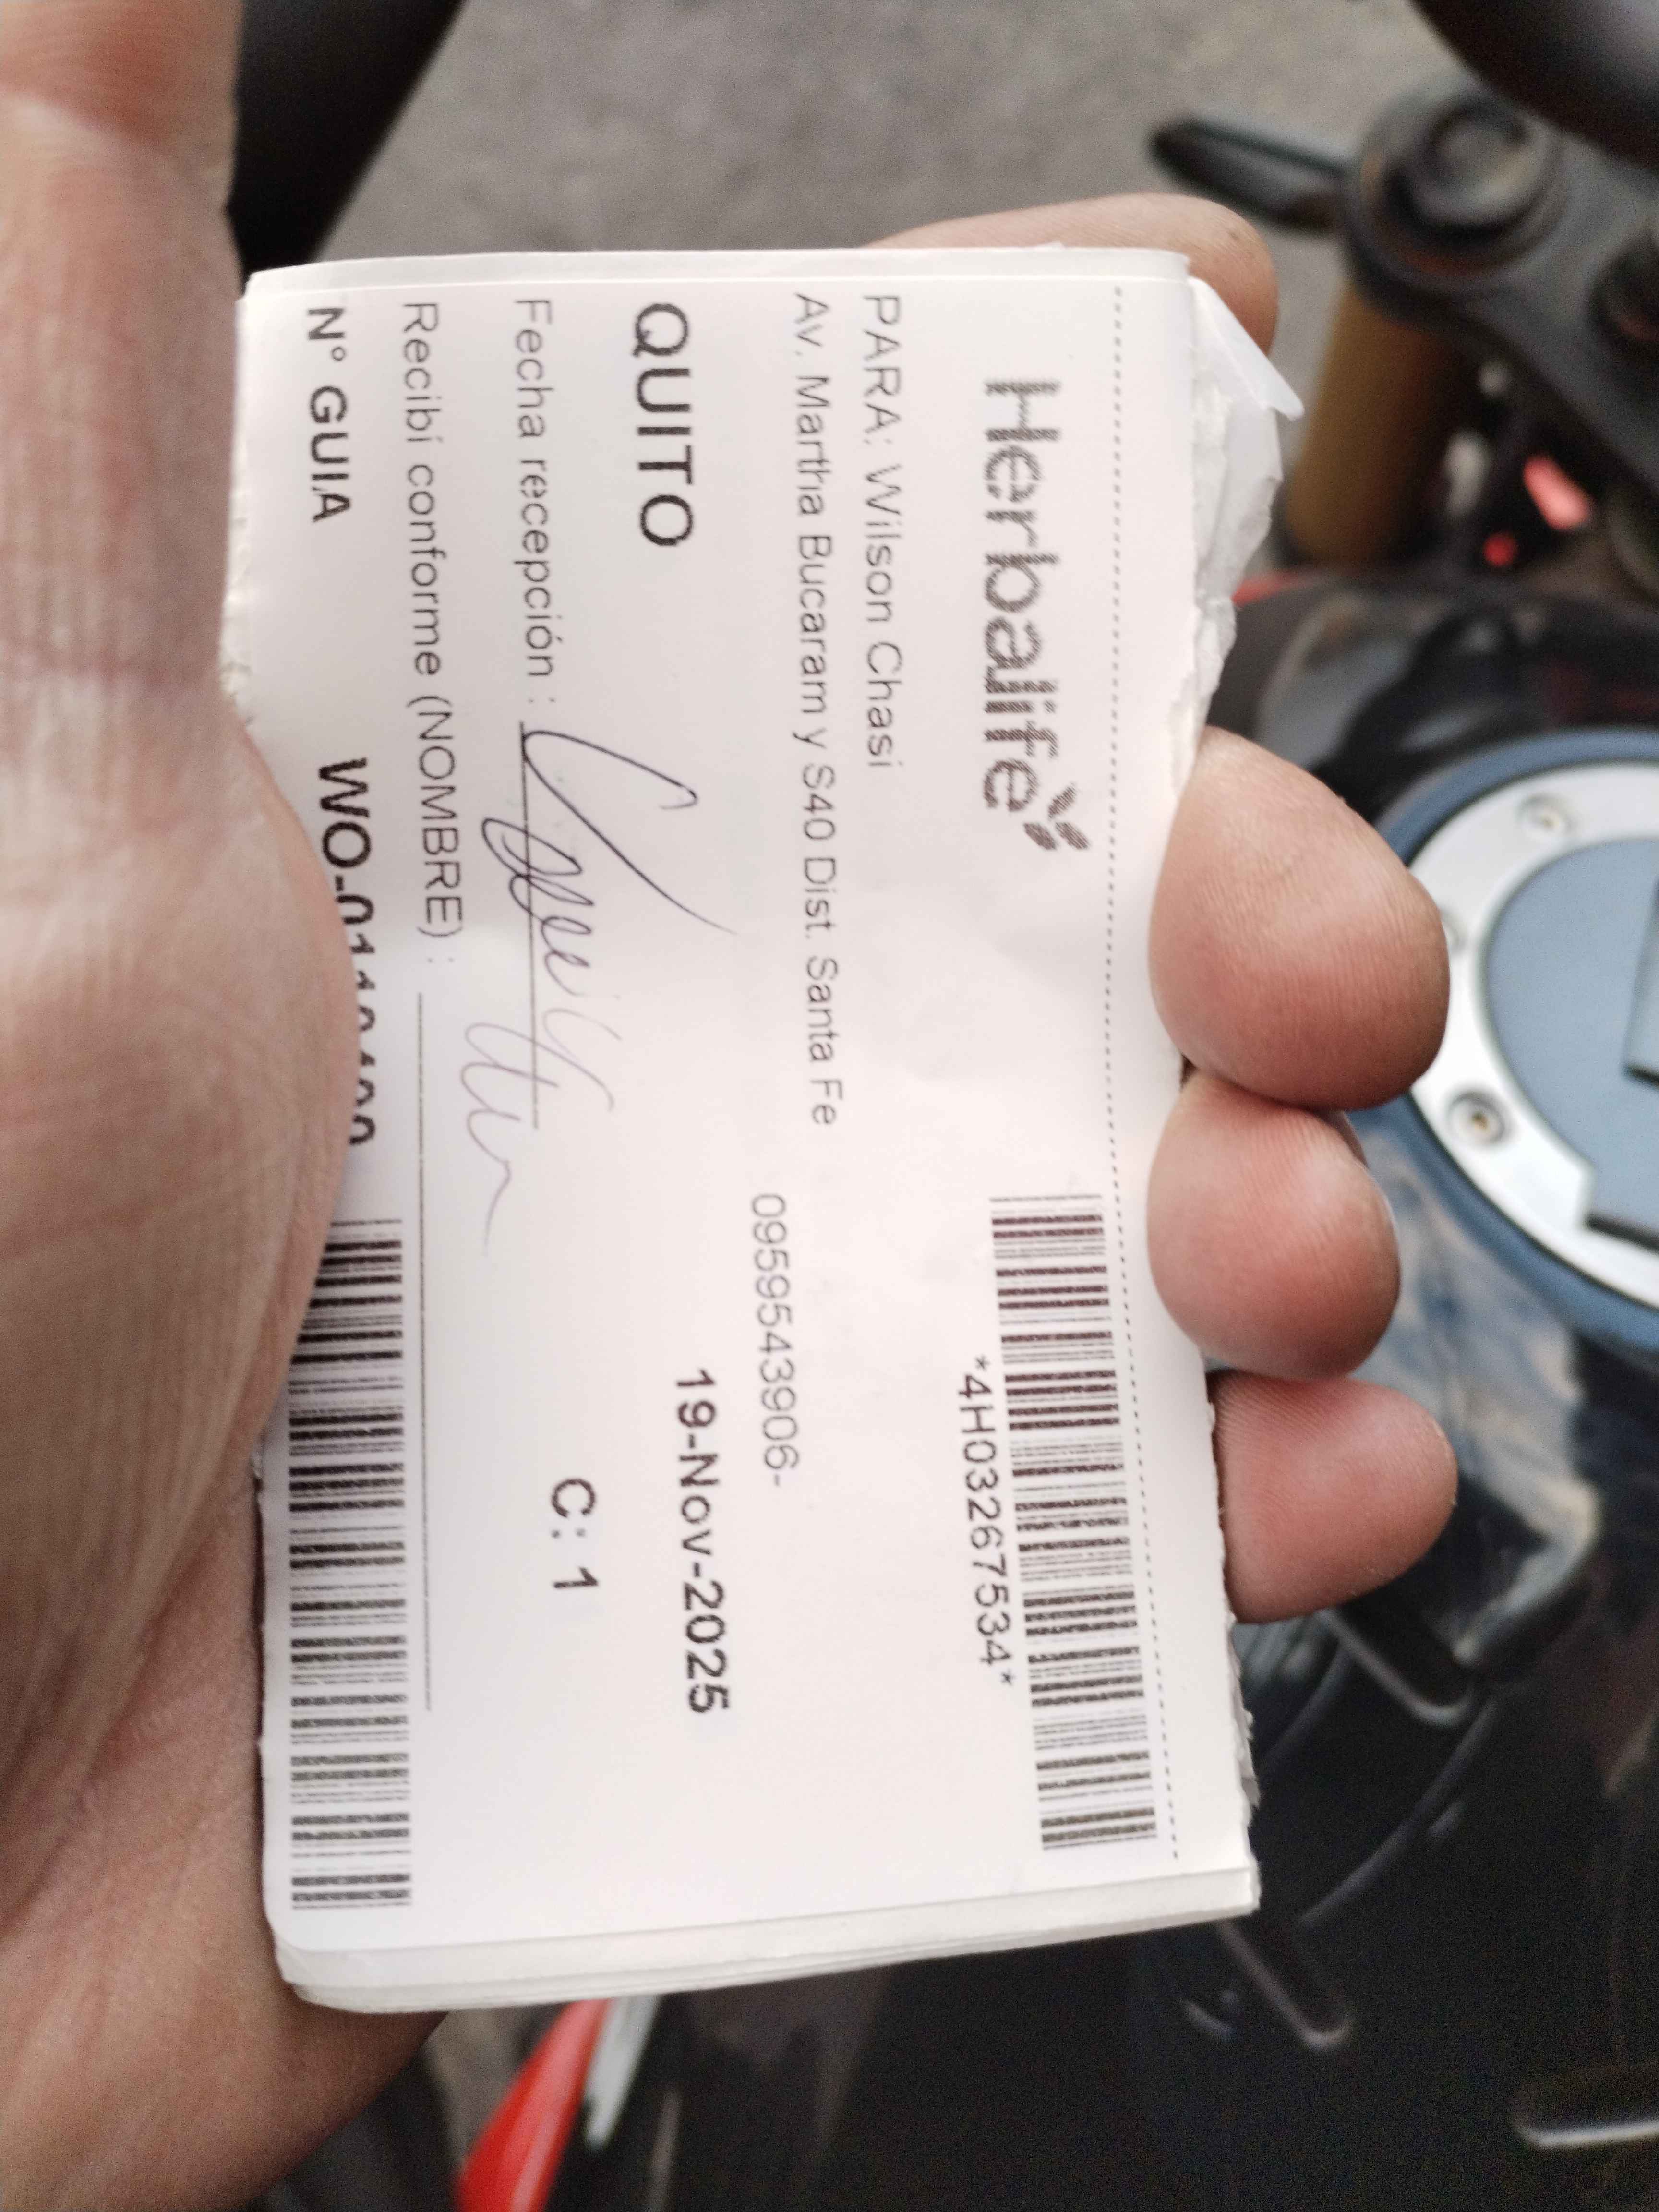 Herbalife
*4H03267534*
PARA: Wilson Chasi
Av. Martha Bucaram y S40 Dist. Santa Fe
0959543906-
QUITO
19-Nov-2025
Fecha recepción :
C: 1
Recibí conforme (NOMBRE) :
N° GUIA